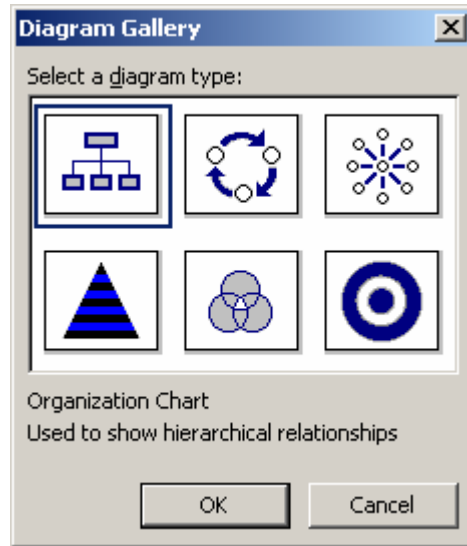 Diagram Gallery
Select a diagram type:
Organization Chart
Used to show hierarchical relationships
OK
Cancel